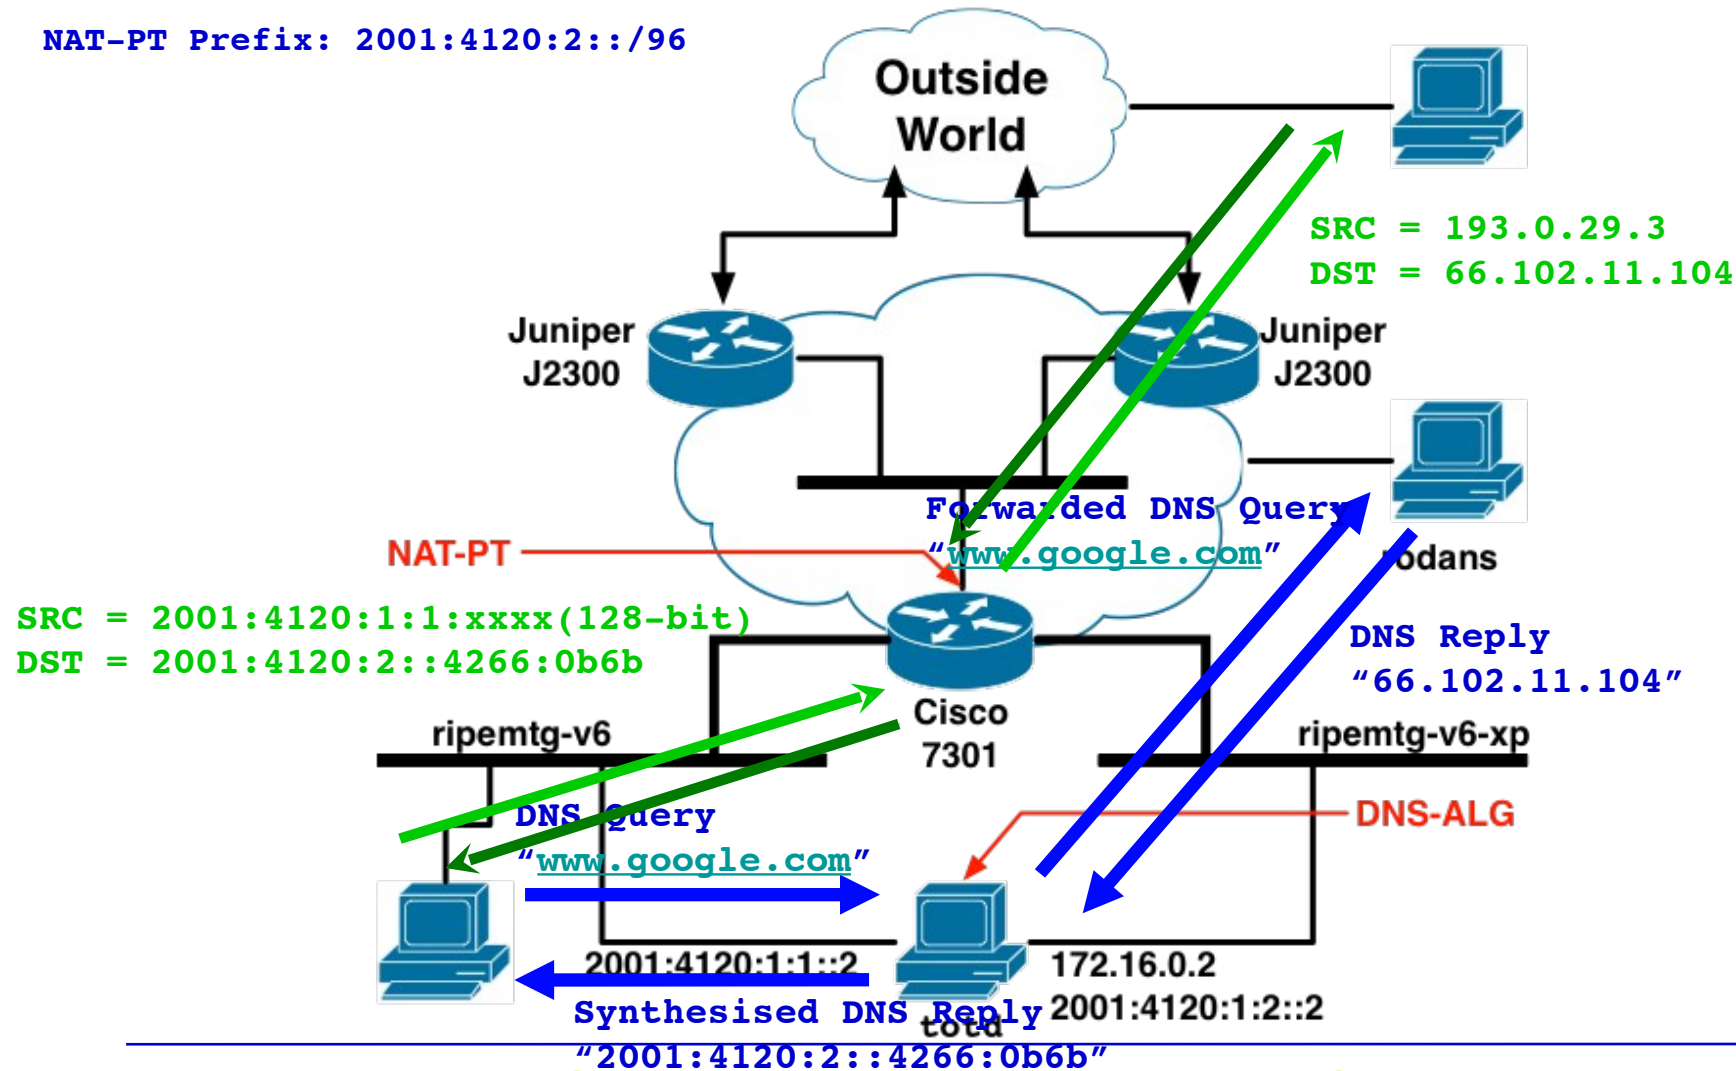 NAT-PT Prefix: 2001:4120:2::/96
Outside
World
SRC = 193.0.29.3
DST = 66.102.11.104
Juniper
J2300
Juniper
J2300
Forwarded DNS Query
“www.google.com”
NAT-PT
rodans
SRC = 2001:4120:1:1:xxxx(128-bit)
DST = 2001:4120:2::4266:0b6b
DNS Reply
“66.102.11.104”
Cisco
7301
ripemtg-v6
ripemtg-v6-xp
DNS Query
“www.google.com”
DNS-ALG
2001:4120:1:1::2
172.16.0.2
2001:4120:1:2::2
totd
Synthesised DNS Reply
“2001:4120:2::4266:0b6b”